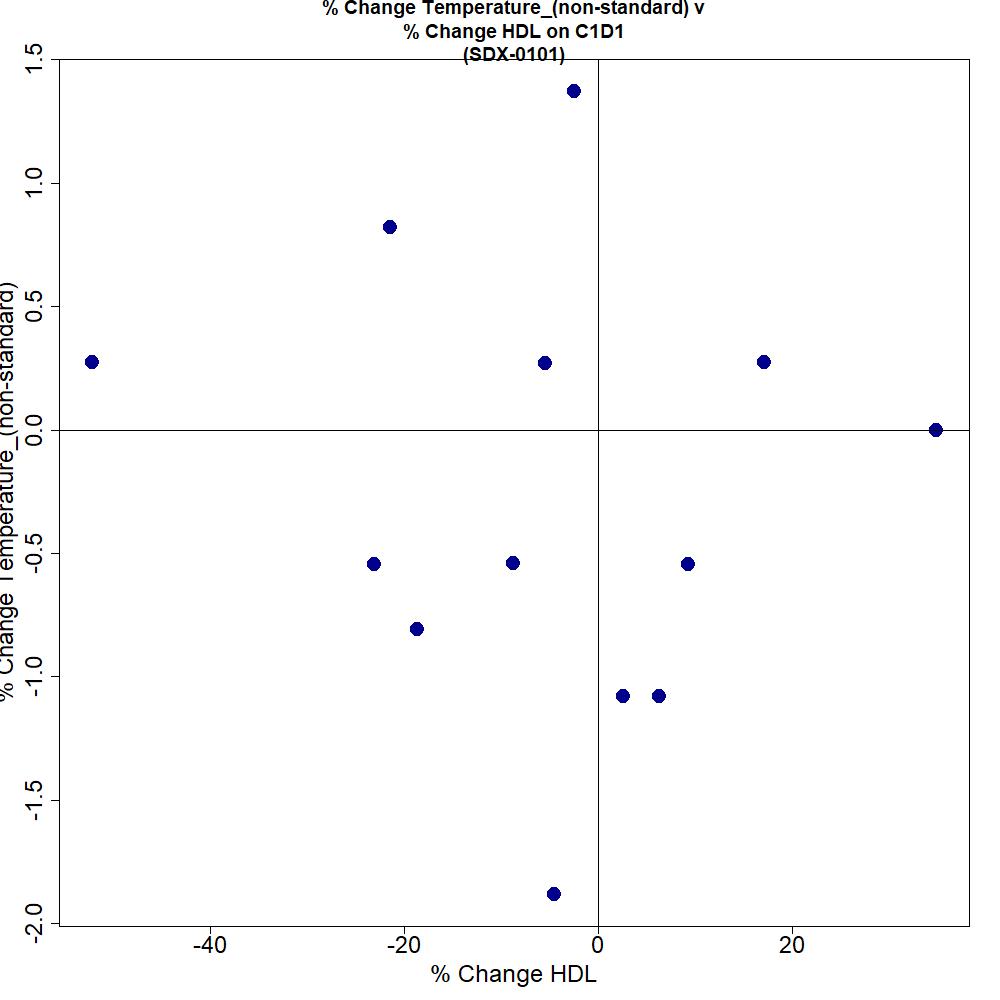 % Change Temperature_(non-standard) v
% Change HDL on C1D1
(SDX-0101)
% Change Temperature_(non-standard)
1.5
1.0
0.5
0.0
-0.5
-1.0
-1.5
-2.0
-40
-20
0
20
% Change HDL